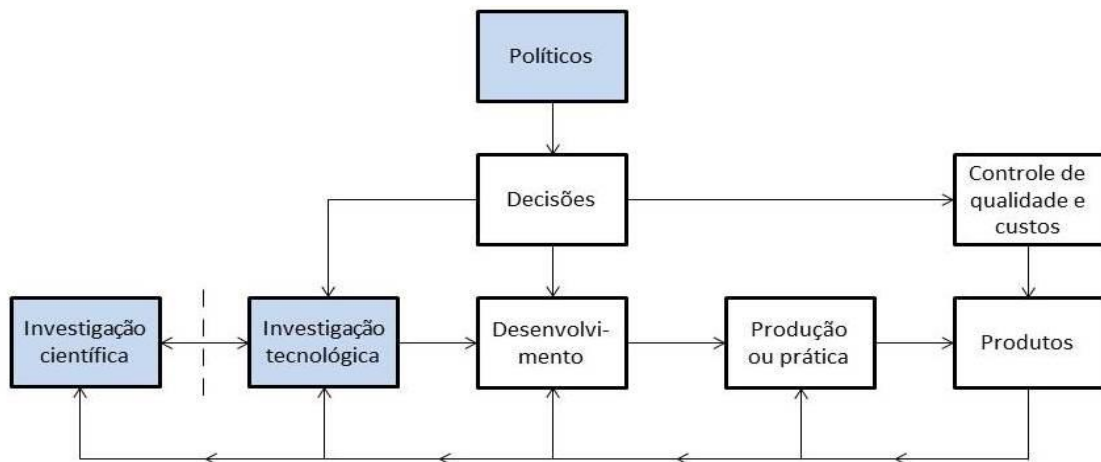 Políticos
Decisões
Controle de
qualidade e
custos
Investigação
científica
Investigação
tecnológica
Desenvolvi-
mento
Produção
ou prática
Produtos